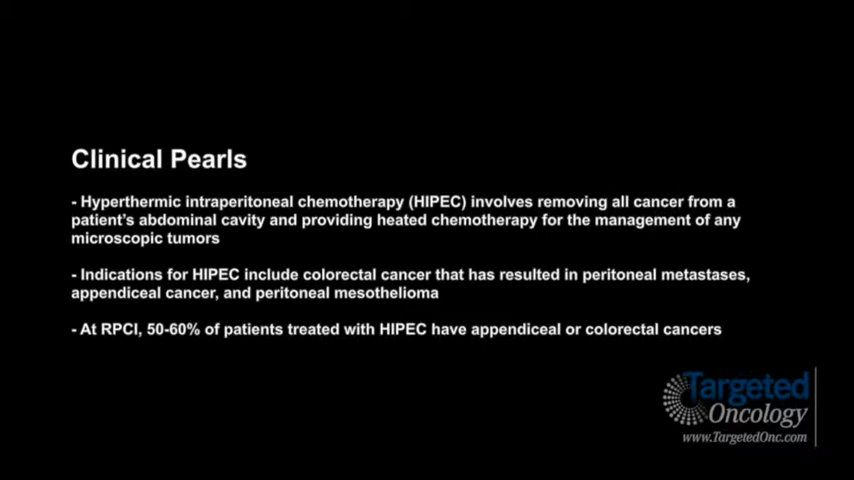 Clinical Pearls
- Hyperthermic intraperitoneal chemotherapy (HIPEC) involves removing all cancer from a
patient's abdominal cavity and providing heated chemotherapy for the management of any
microscopic tumors
- Indications for HIPEC include colorectal cancer that has resulted in peritoneal metastases,
appendiceal cancer, and peritoneal mesothelioma
- At RPCI, 50-60% of patients treated with HIPEC have appendiceal or colorectal cancers
Targeted
Oncology
www.TargetedOnc.com